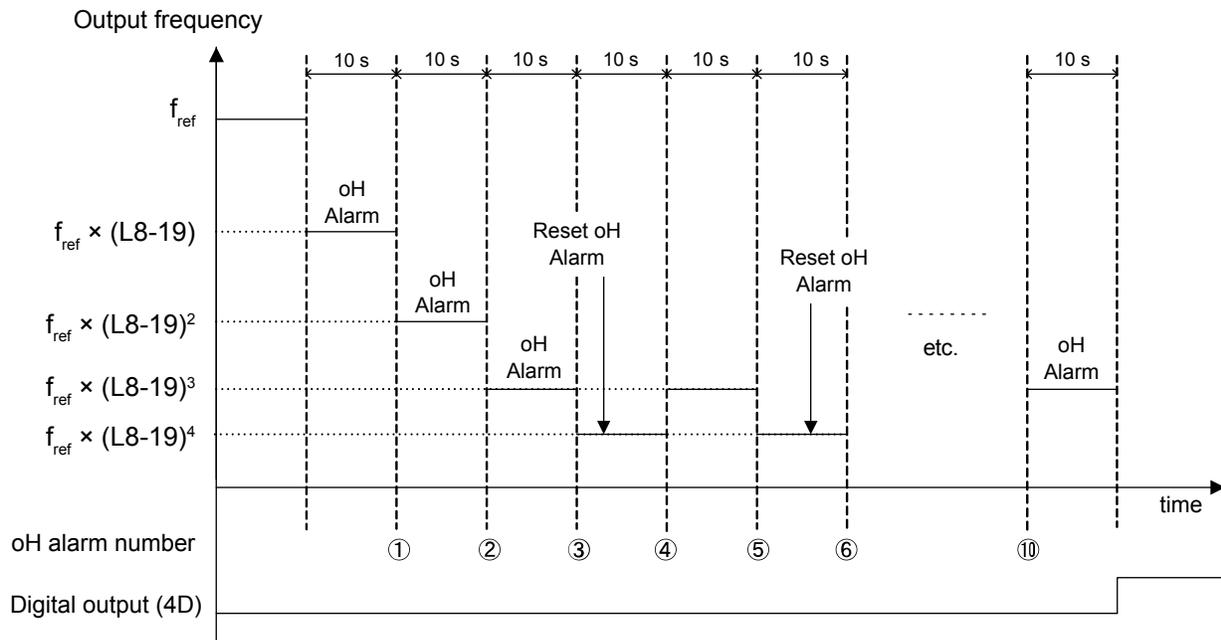 Output frequency
10 s 10 s 10 s 10 s 10 s 10 s 10 s
f_ref
oH
Alarm
f_ref × (L8-19)
Reset oH
Alarm
Reset oH
Alarm
oH
Alarm
f_ref × (L8-19)²
etc.
oH
Alarm
oH
Alarm
f_ref × (L8-19)³
f_ref × (L8-19)⁴
time
oH alarm number ① ② ③ ④ ⑤ ⑥ ⑩
Digital output (4D)